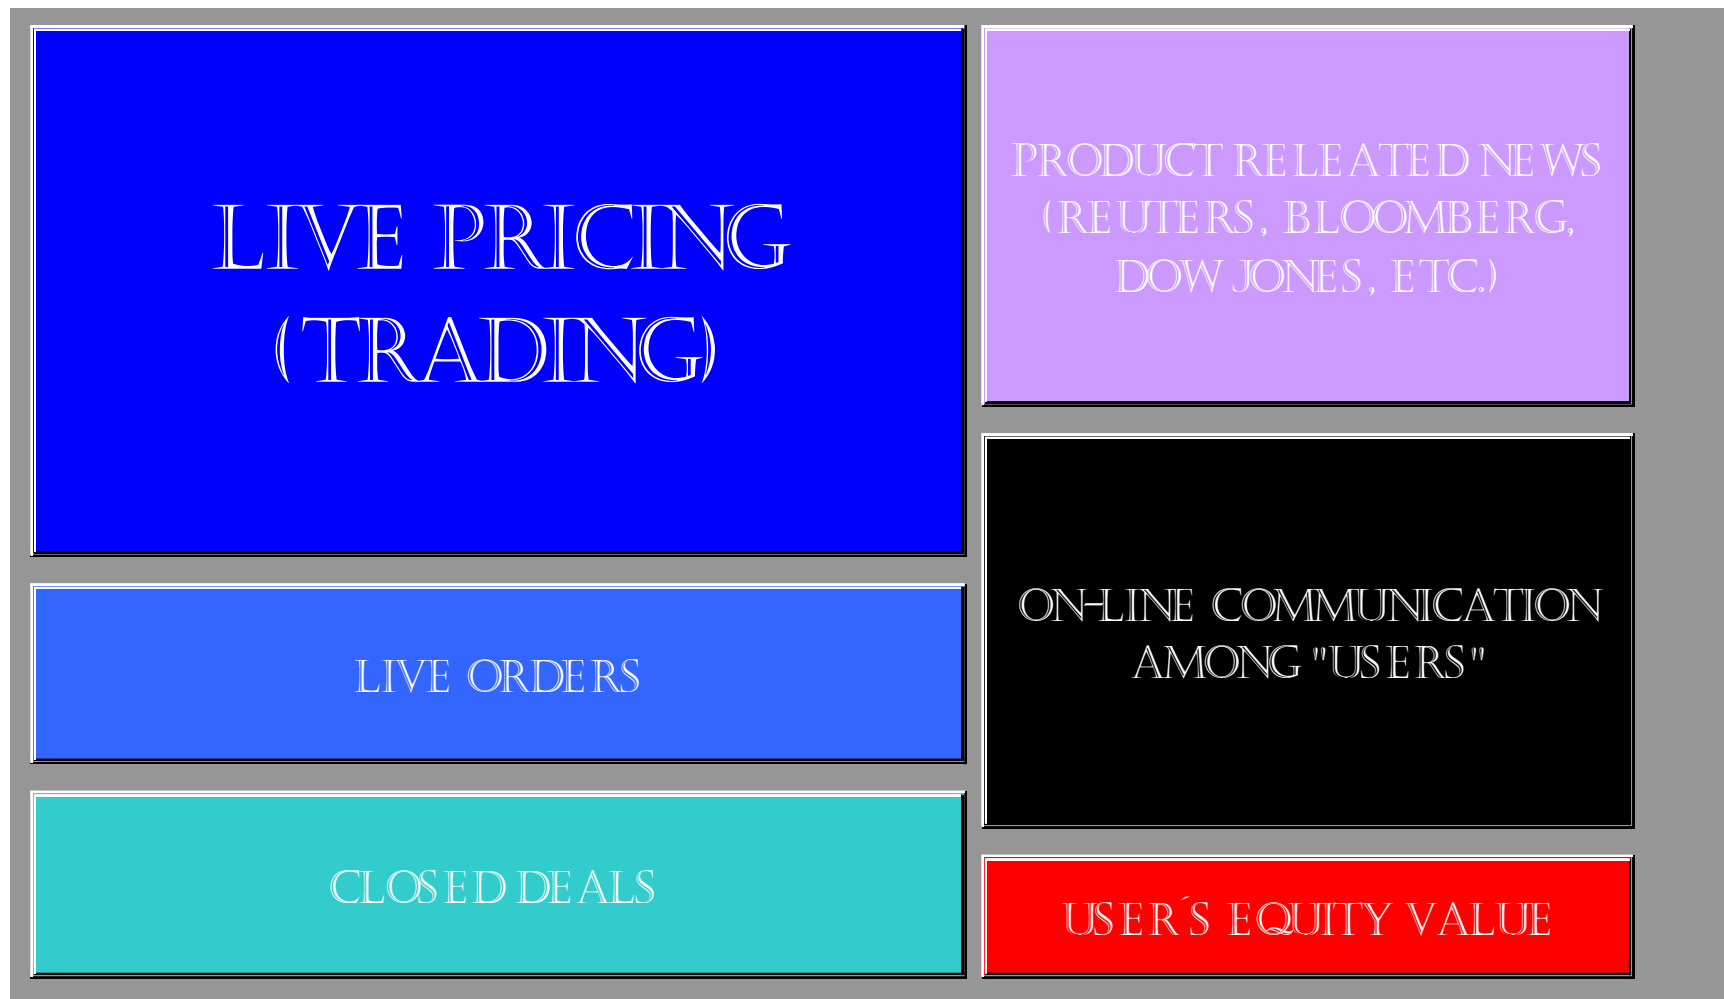 LIVE PRICING
(TRADING)
LIVE ORDERS
CLOSED DEALS
PRODUCT RELEATED NEWS
(REUTERS, BLOOMBERG,
DOW JONES, ETC.)
ON-LINE COMMUNICATION
AMONG "USERS"
USER´S EQUITY VALUE